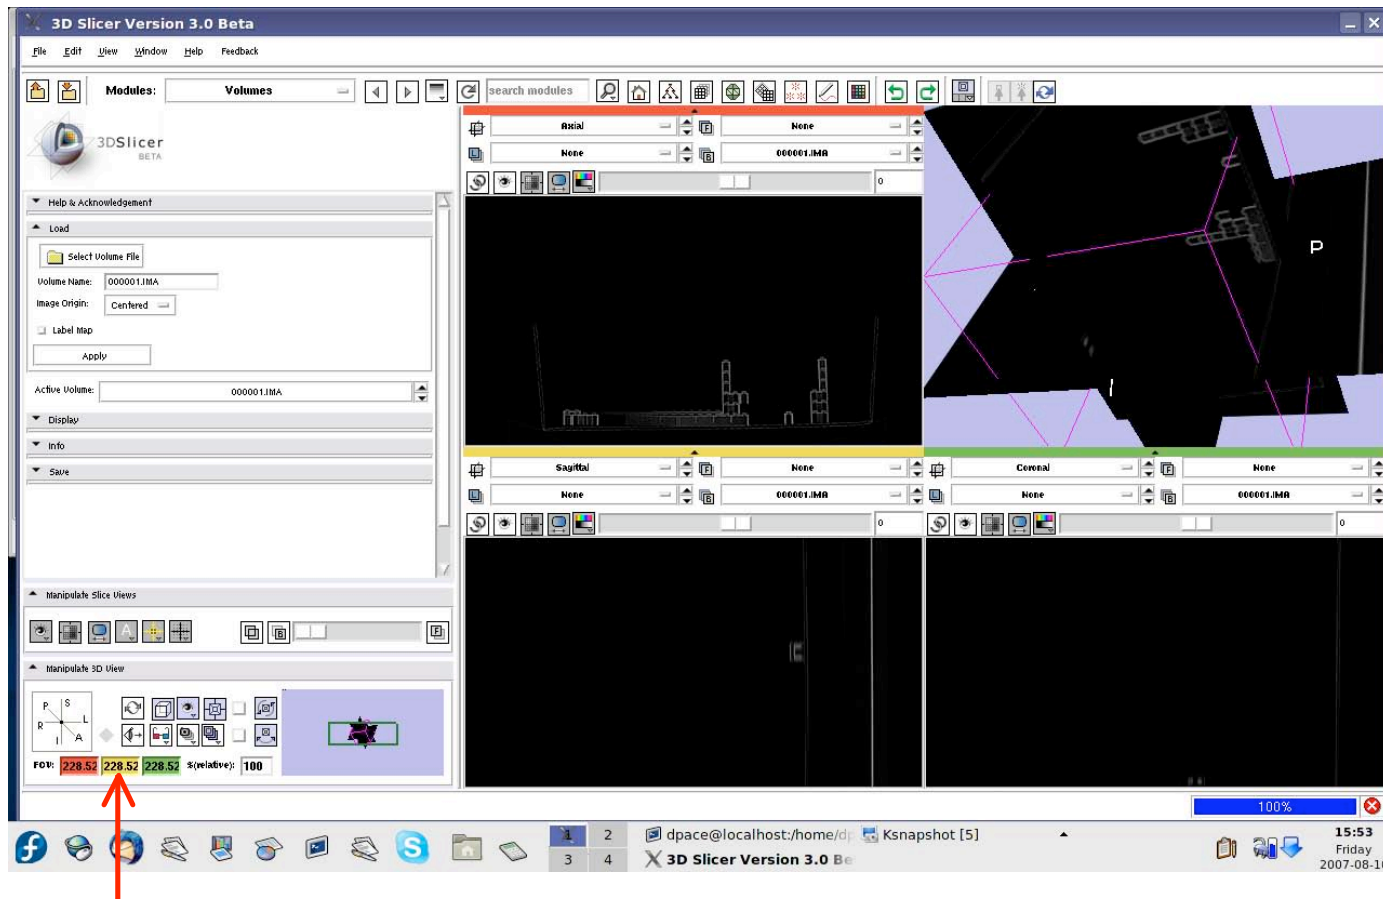 3D Slicer Version 3.0 Beta
File Edit View Window Help Feedback
Modules: Volumes search modules
3DSlicer
BETA
Help & Acknowledgement
Load
Select Volume File
Volume Name: 000001.IMA
Image Origin: Centered
Label Map
Apply
Active Volume: 000001.IMA
Display
Info
Save
Manipulate Slice Views
B F
Manipulate 3D View
P S
R L
I A
FOV: 228.52 228.52 228.52 %(relative): 100
Axial F None
None B 000001.IMA
0
P
I
Sagittal F None
None B 000001.IMA
0
Coronal F None
None B 000001.IMA
0
100%
1 2
3 4
dpace@localhost:/home/dp
Ksnapshot [5]
3D Slicer Version 3.0 Be
15:53
Friday
2007-08-10